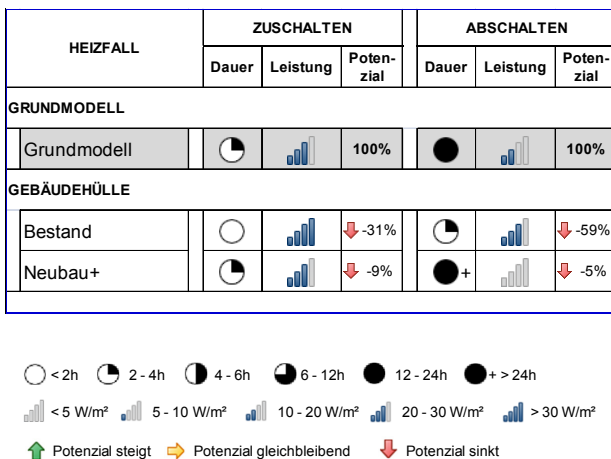 HEIZFALL ZUSCHALTEN ABSCHALTEN
Dauer Leistung Poten-zial Dauer Leistung Poten-zial
GRUNDMODELL
Grundmodell 100% 100%
GEBÄUDEHÜLLE
Bestand -31% -59%
Neubau+ -9% + -5%
< 2h 2 - 4h 4 - 6h 6 - 12h 12 - 24h + > 24h
< 5 W/m² 5 - 10 W/m² 10 - 20 W/m² 20 - 30 W/m² > 30 W/m²
Potenzial steigt Potenzial gleichbleibend Potenzial sinkt